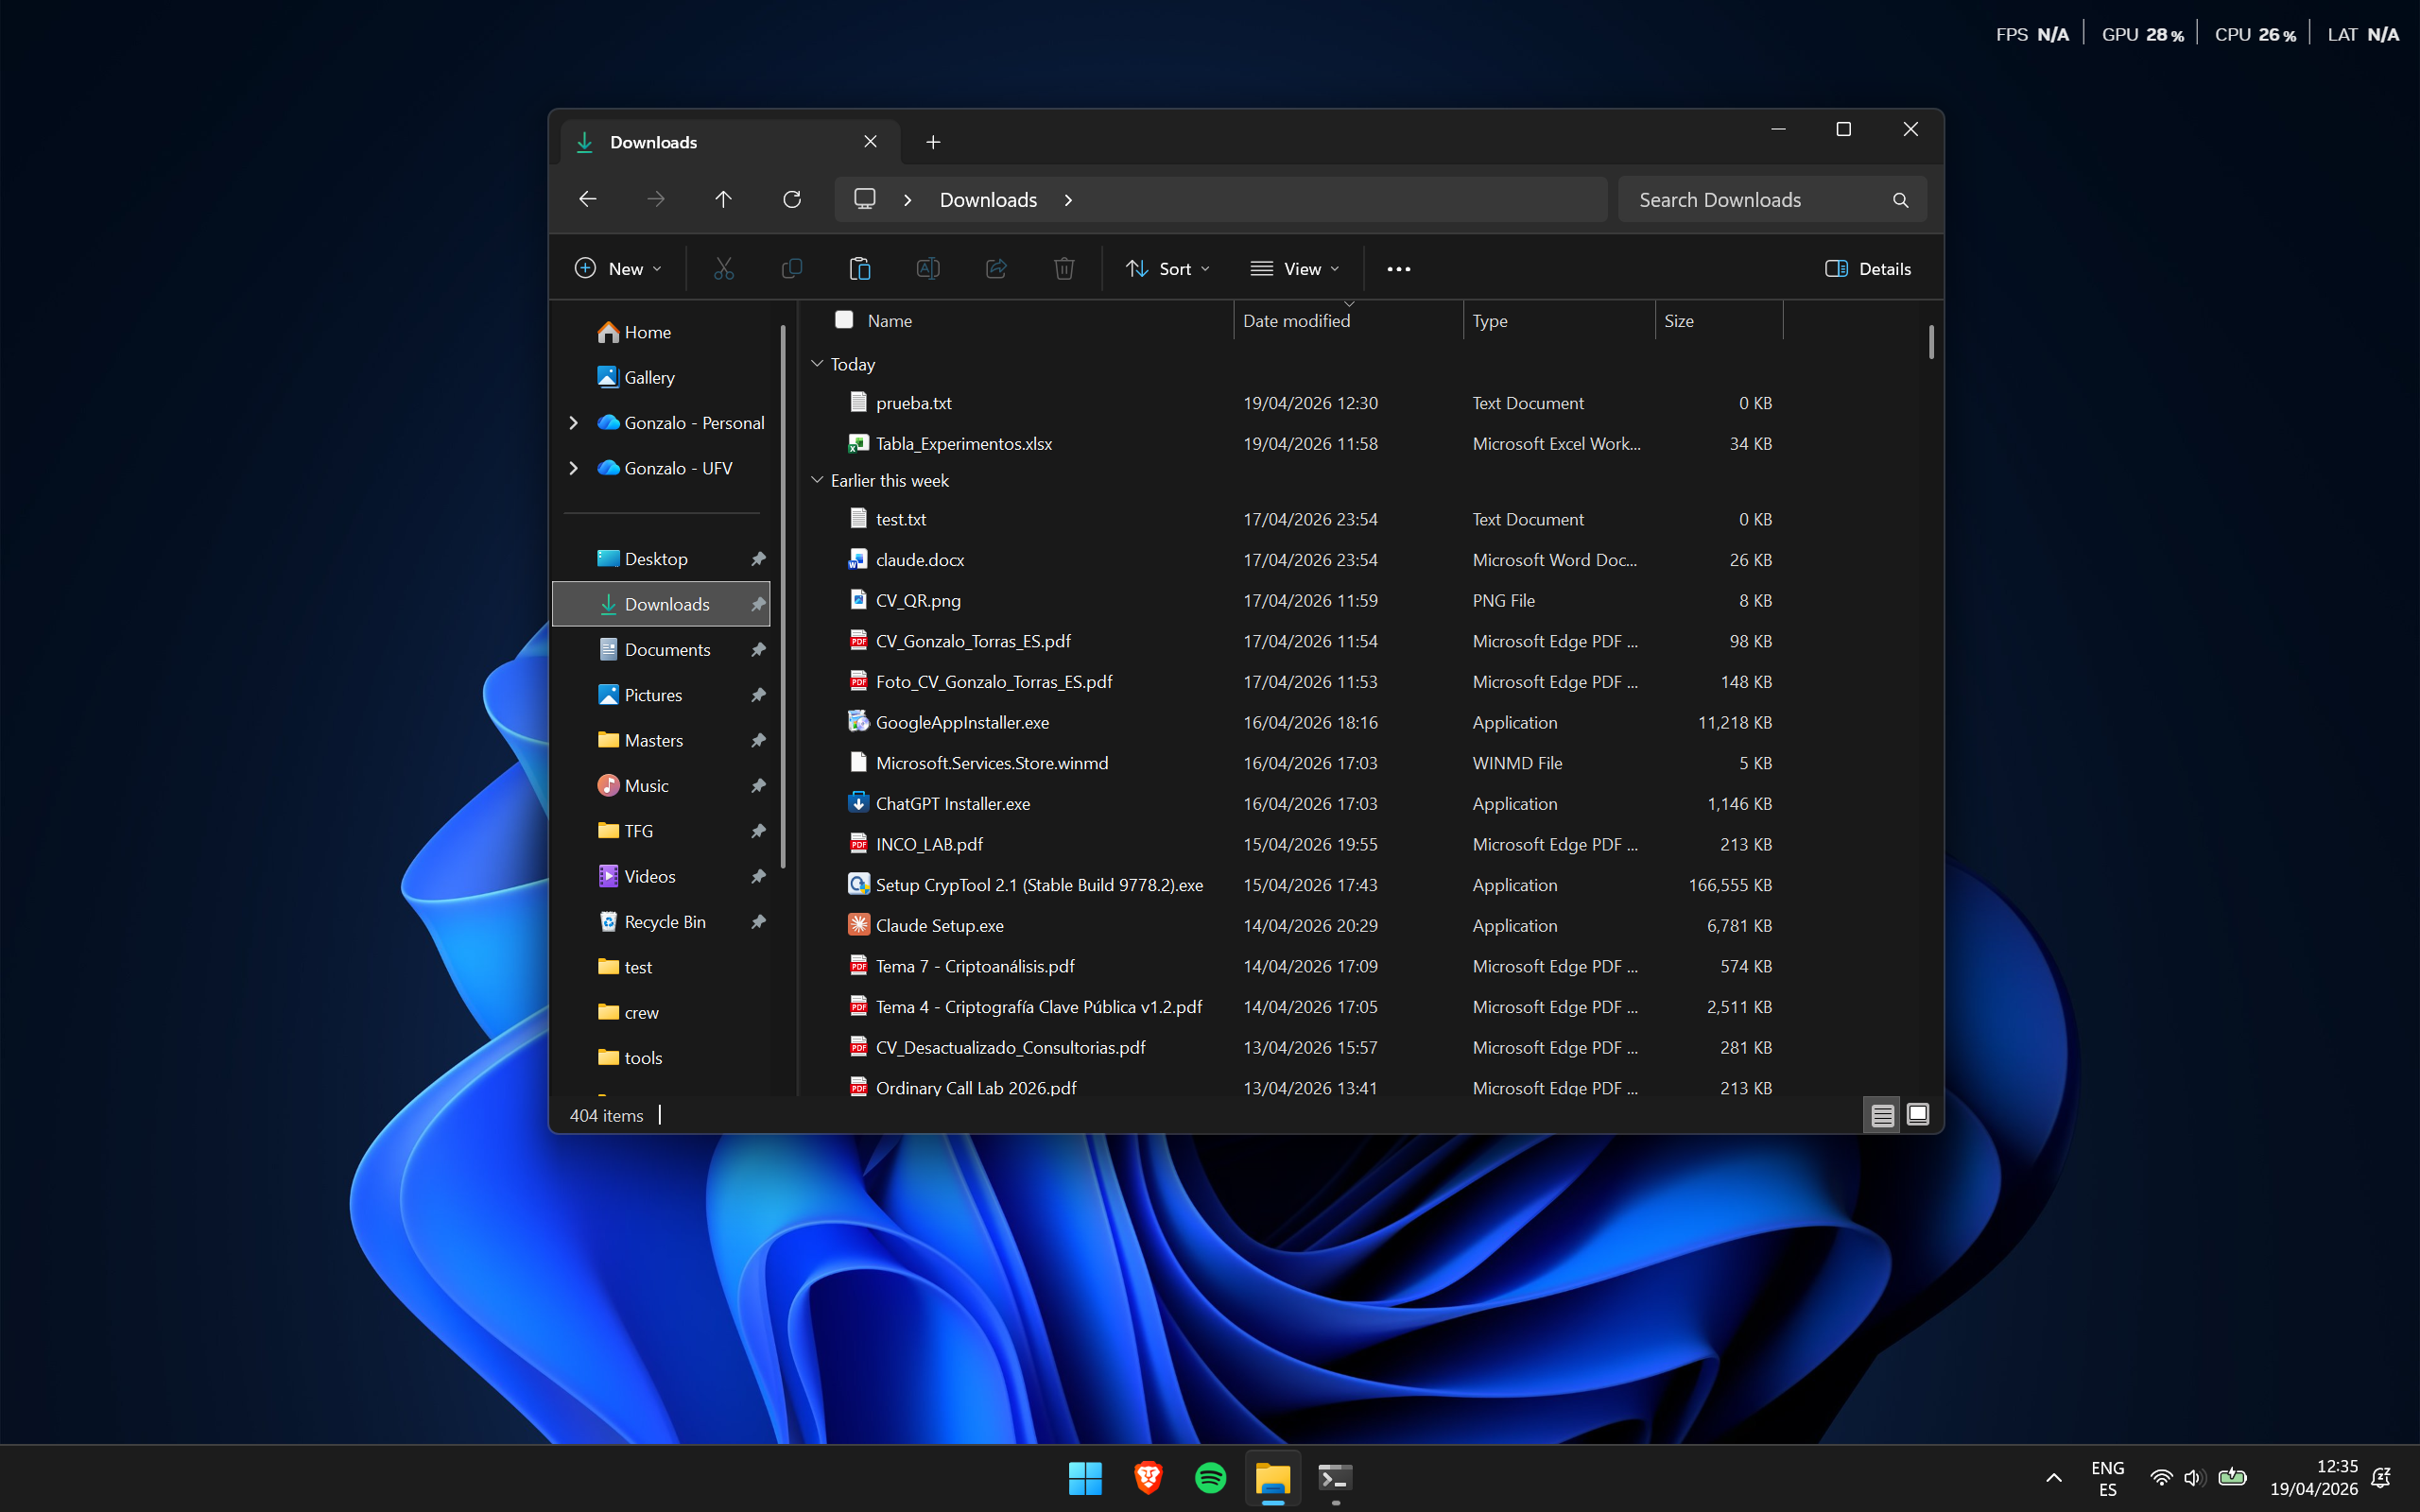 FPS N/A GPU 28 % CPU 26 % LAT N/A
Downloads
Downloads
Search Downloads
New Sort View Details
Home
Gallery
Gonzalo - Personal
Gonzalo - UFV
Desktop
Downloads
Documents
Pictures
Masters
Music
TFG
Videos
Recycle Bin
test
crew
tools
Name Date modified Type Size
Today
prueba.txt 19/04/2026 12:30 Text Document 0 KB
Tabla_Experimentos.xlsx 19/04/2026 11:58 Microsoft Excel Work... 34 KB
Earlier this week
test.txt 17/04/2026 23:54 Text Document 0 KB
claude.docx 17/04/2026 23:54 Microsoft Word Doc... 26 KB
CV_QR.png 17/04/2026 11:59 PNG File 8 KB
CV_Gonzalo_Torras_ES.pdf 17/04/2026 11:54 Microsoft Edge PDF ... 98 KB
Foto_CV_Gonzalo_Torras_ES.pdf 17/04/2026 11:53 Microsoft Edge PDF ... 148 KB
GoogleAppInstaller.exe 16/04/2026 18:16 Application 11,218 KB
Microsoft.Services.Store.winmd 16/04/2026 17:03 WINMD File 5 KB
ChatGPT Installer.exe 16/04/2026 17:03 Application 1,146 KB
INCO_LAB.pdf 15/04/2026 19:55 Microsoft Edge PDF ... 213 KB
Setup CrypTool 2.1 (Stable Build 9778.2).exe 15/04/2026 17:43 Application 166,555 KB
Claude Setup.exe 14/04/2026 20:29 Application 6,781 KB
Tema 7 - Criptoanálisis.pdf 14/04/2026 17:09 Microsoft Edge PDF ... 574 KB
Tema 4 - Criptografía Clave Pública v1.2.pdf 14/04/2026 17:05 Microsoft Edge PDF ... 2,511 KB
CV_Desactualizado_Consultorias.pdf 13/04/2026 15:57 Microsoft Edge PDF ... 281 KB
Ordinary Call Lab 2026.pdf 13/04/2026 13:41 Microsoft Edge PDF ... 213 KB
404 items
ENG
ES
12:35
19/04/2026